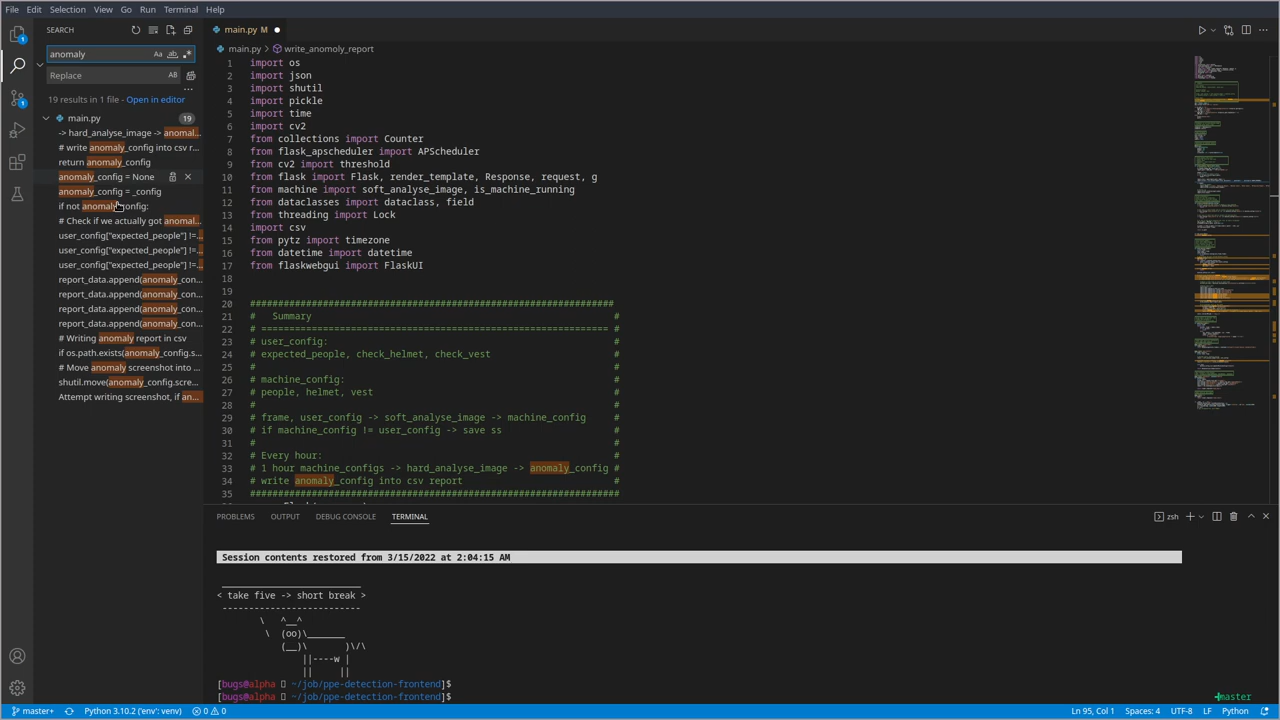 File Edit Selection View Go Run Terminal Help
SEARCH
main.py M
anomaly
Aa ab
Replace
AB
main.py > write_anomoly_report
19 results in 1 file - Open in editor
main.py 19
-> hard_analyse_image -> anomal...
# write anomaly_config into csv r...
return anomaly_config
anomaly_config = None
anomaly_config = _config
if not anomaly_config:
# Check if we actually got anomal...
user_config["expected_people"] !=...
user_config["expected_people"] !=...
user_config["expected_people"] !=...
report_data.append(anomaly_con...
report_data.append(anomaly_con...
report_data.append(anomaly_con...
report_data.append(anomaly_con...
# Writing anomaly report in csv
if os.path.exists(anomaly_config.s...
# Move anomaly screenshot into ...
shutil.move(anomaly_config.scre...
Attempt writing screenshot, if an...
1 import os
2 import json
3 import shutil
4 import pickle
5 import time
6 import cv2
7 from collections import Counter
8 from flask_apscheduler import APScheduler
9 from cv2 import threshold
10 from flask import Flask, render_template, Response, request, g
11 from machine import soft_analyse_image, is_machine_running
12 from dataclasses import dataclass, field
13 from threading import Lock
14 import csv
15 from pytz import timezone
16 from datetime import datetime
17 from flaskwebgui import FlaskUI
18
19
20 ################################################################
21 # Summary #
22 # ============================================================ #
23 # user_config: #
24 # expected_people, check_helmet, check_vest #
25 # #
26 # machine_config: #
27 # people, helmet, vest #
28 # #
29 # frame, user_config -> soft_analyse_image -> machine_config #
30 # if machine_config != user_config -> save ss #
31 # #
32 # Every hour: #
33 # 1 hour machine_configs -> hard_analyse_image -> anomaly_config #
34 # write anomaly_config into csv report #
35 ################################################################
PROBLEMS OUTPUT DEBUG CONSOLE TERMINAL
zsh
Session contents restored from 3/15/2022 at 2:04:15 AM
_________________________
< take five -> short break >
-------------------------
\ ^__^
\ (oo)\_______
(__)\ )\/\
||----w |
|| ||
[bugs@alpha ~/job/ppe-detection-frontend]$
[bugs@alpha ~/job/ppe-detection-frontend]$
master
master+ Python 3.10.2 ('env': venv) 0 0
Ln 95, Col 1 Spaces: 4 UTF-8 LF Python